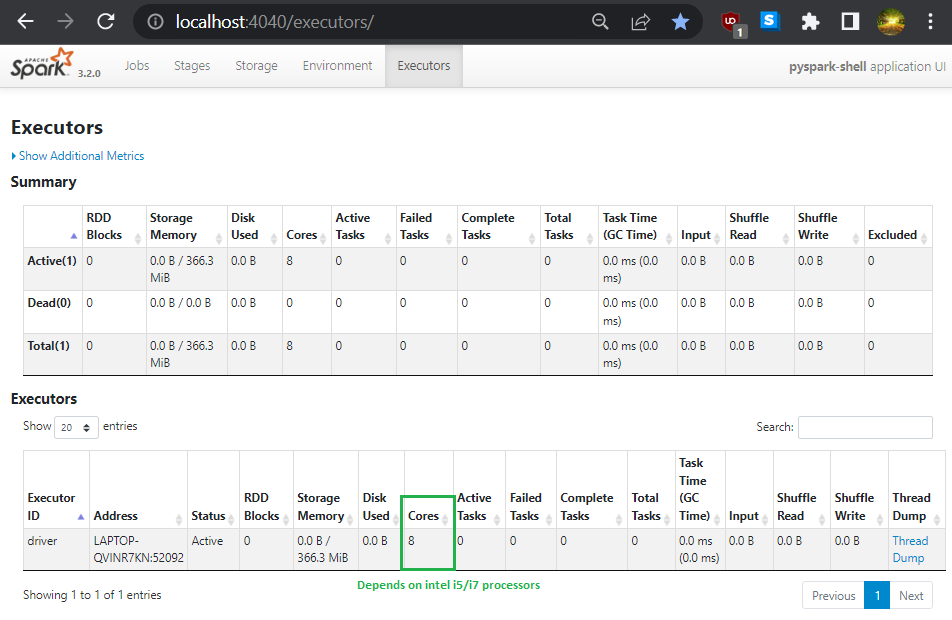 localhost:4040/executors/
UO
1
S
APACHE
Spark 3.2.0 Jobs Stages Storage Environment Executors pyspark-shell application UI
Executors
Show Additional Metrics
Summary
RDD Blocks Storage Memory Disk Used Cores Active Tasks Failed Tasks Complete Tasks Total Tasks Task Time (GC Time) Input Shuffle Read Shuffle Write Excluded
Active(1) 0 0.0 B / 366.3 MiB 0.0 B 8 0 0 0 0 0.0 ms (0.0 ms) 0.0 B 0.0 B 0.0 B 0
Dead(0) 0 0.0 B / 0.0 B 0.0 B 0 0 0 0 0 0.0 ms (0.0 ms) 0.0 B 0.0 B 0.0 B 0
Total(1) 0 0.0 B / 366.3 MiB 0.0 B 8 0 0 0 0 0.0 ms (0.0 ms) 0.0 B 0.0 B 0.0 B 0
Executors
Show 20 entries Search:
Executor ID Address Status RDD Blocks Storage Memory Disk Used Cores Active Tasks Failed Tasks Complete Tasks Total Tasks Task Time (GC Time) Input Shuffle Read Shuffle Write Thread Dump
driver LAPTOP-QVINR7KN:52092 Active 0 0.0 B / 366.3 MiB 0.0 B 8 0 0 0 0 0.0 ms (0.0 ms) 0.0 B 0.0 B 0.0 B Thread Dump
Depends on intel i5/i7 processors
Showing 1 to 1 of 1 entries Previous 1 Next